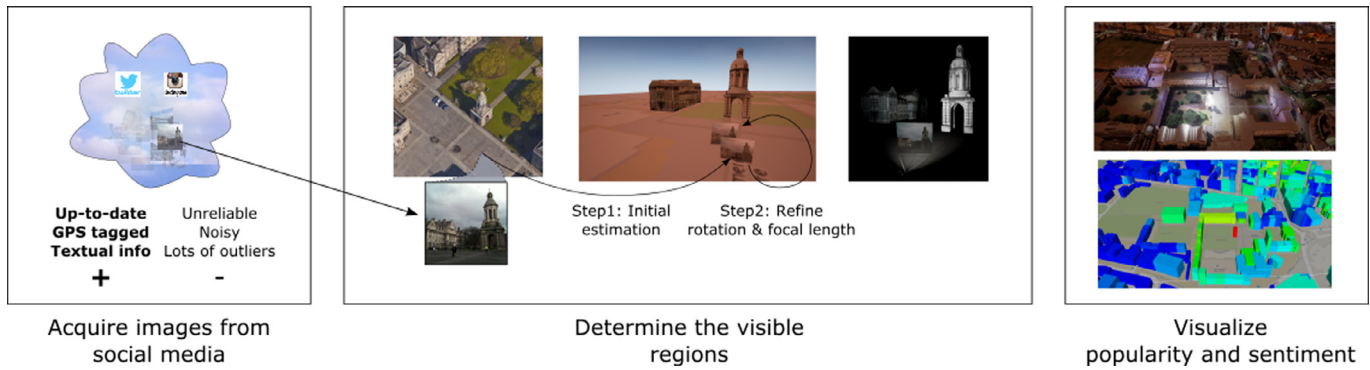 twitter
Up-to-date
GPS tagged
Textual info
+
Unreliable
Noisy
Lots of outliers
-
Acquire images from
social media
Step1: Initial
estimation
Step2: Refine
rotation & focal length
Determine the visible
regions
Visualize
popularity and sentiment